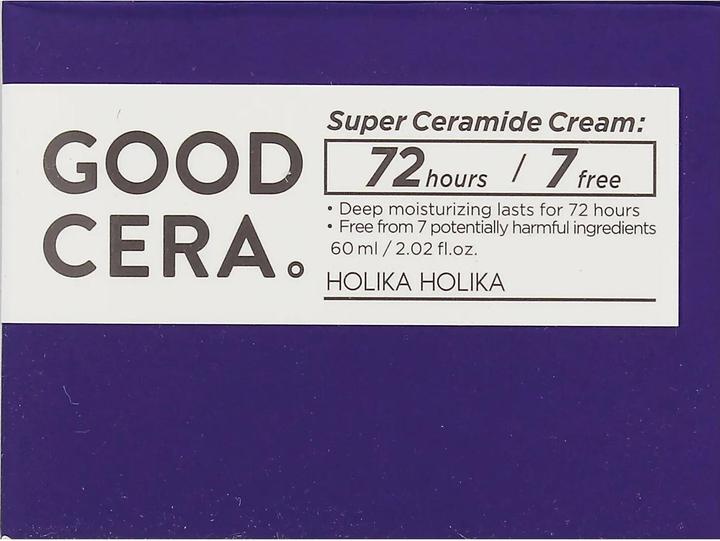 GOOD
CERA.
Super Ceramide Cream:
72 hours / 7 free
• Deep moisturizing lasts for 72 hours
• Free from 7 potentially harmful ingredients
60 ml / 2.02 fl.oz.
HOLIKA HOLIKA